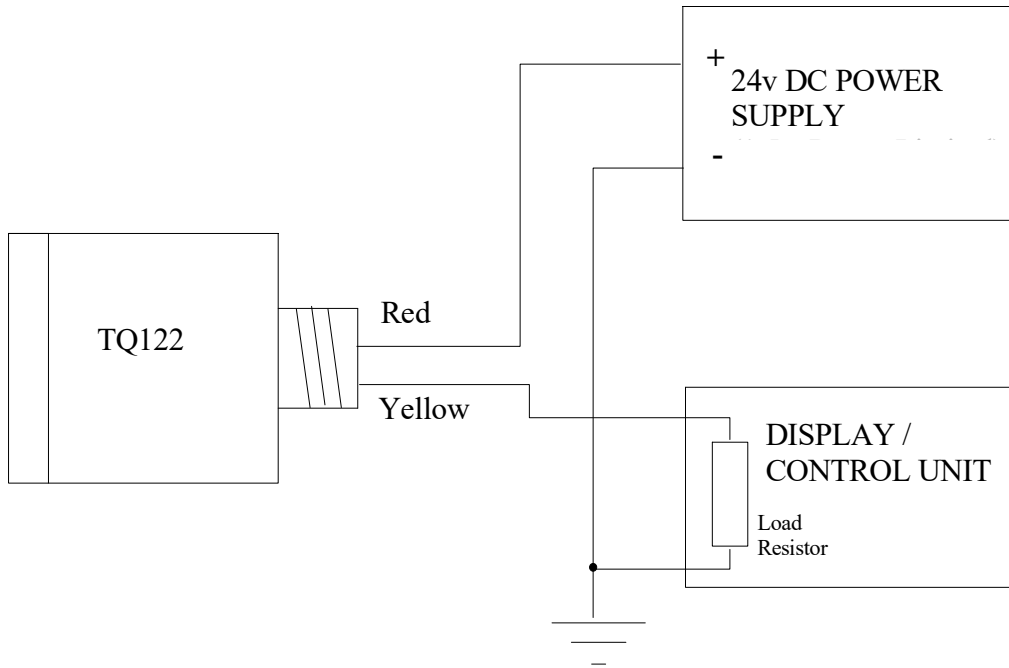 +
24v DC POWER
SUPPLY
-
Red
TQ122
Yellow
DISPLAY /
CONTROL UNIT
Load
Resistor